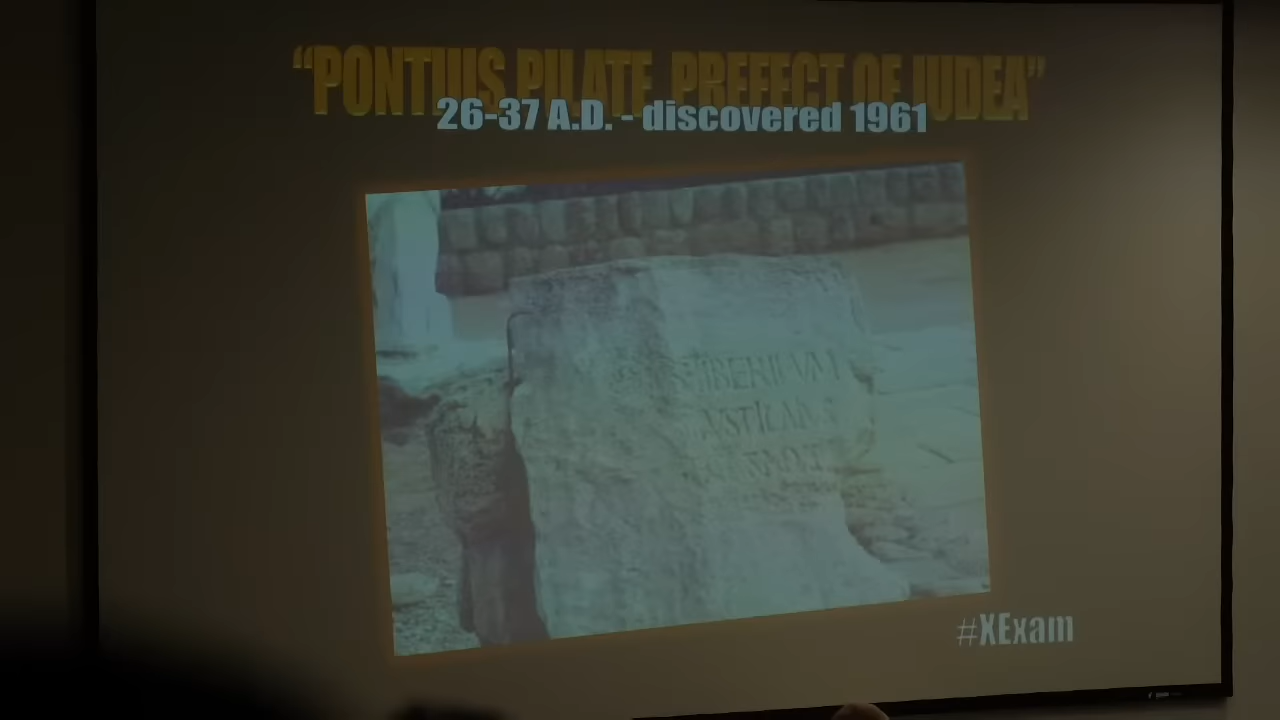 “PONTIUS PILATE, PREFECT OF JUDEA”
26-37 A.D. - discovered 1961
#XExam